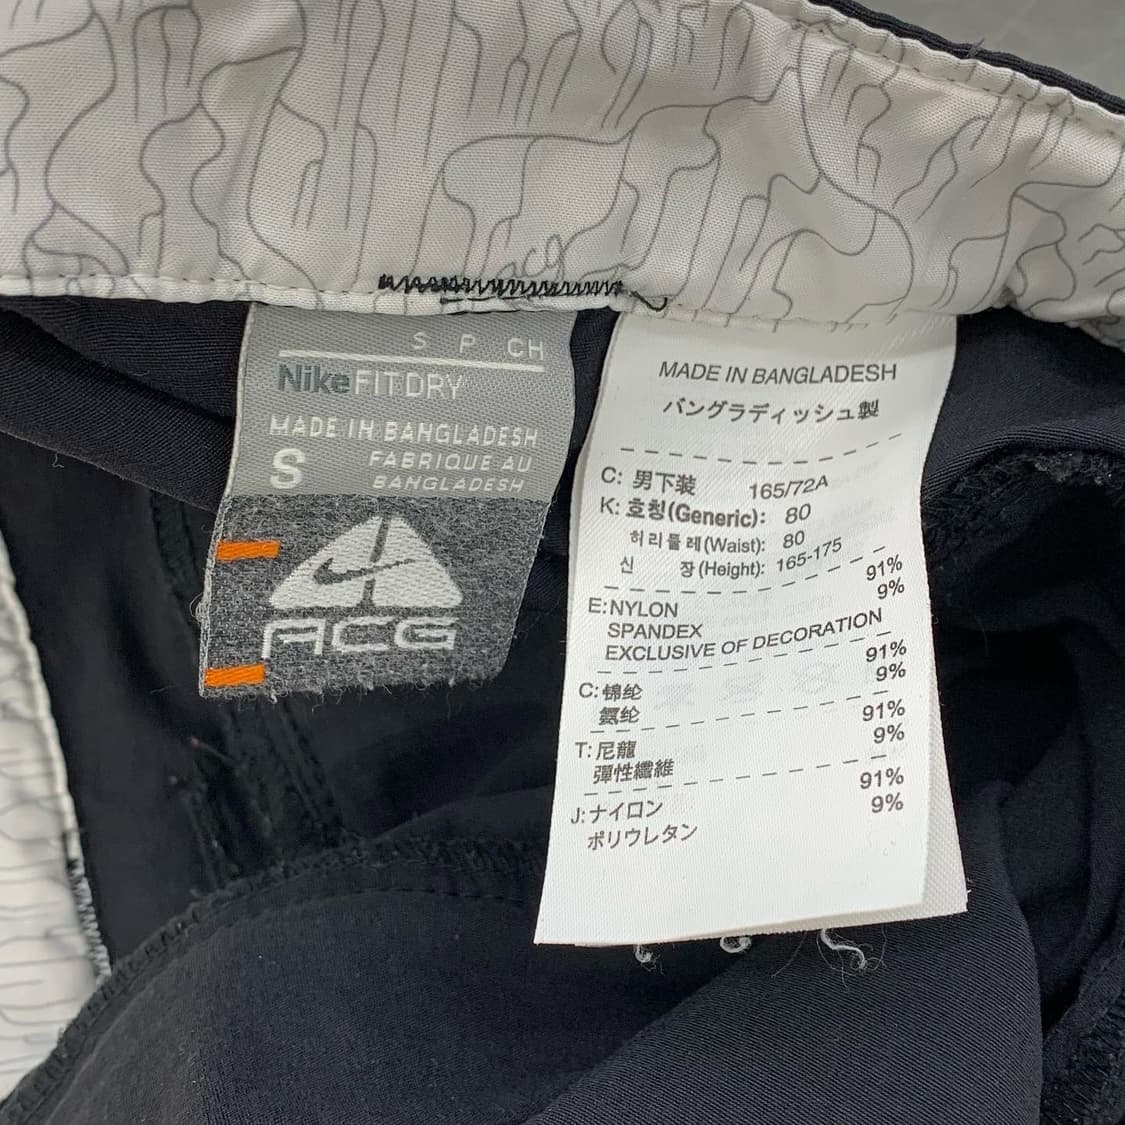 acg
S P CH
Nike FIT DRY
MADE IN BANGLADESH
S
FABRIQUE AU
BANGLADESH
ACG
MADE IN BANGLADESH
バングラディッシュ製
C: 男下装 165/72A
K: 호칭(Generic): 80
허리둘레(Waist): 80
신 장(Height): 165-175
E:NYLON 91%
SPANDEX 9%
EXCLUSIVE OF DECORATION
C:锦纶 91%
氨纶 9%
T:尼龍 91%
彈性纖維 9%
J:ナイロン 91%
ポリウレタン 9%